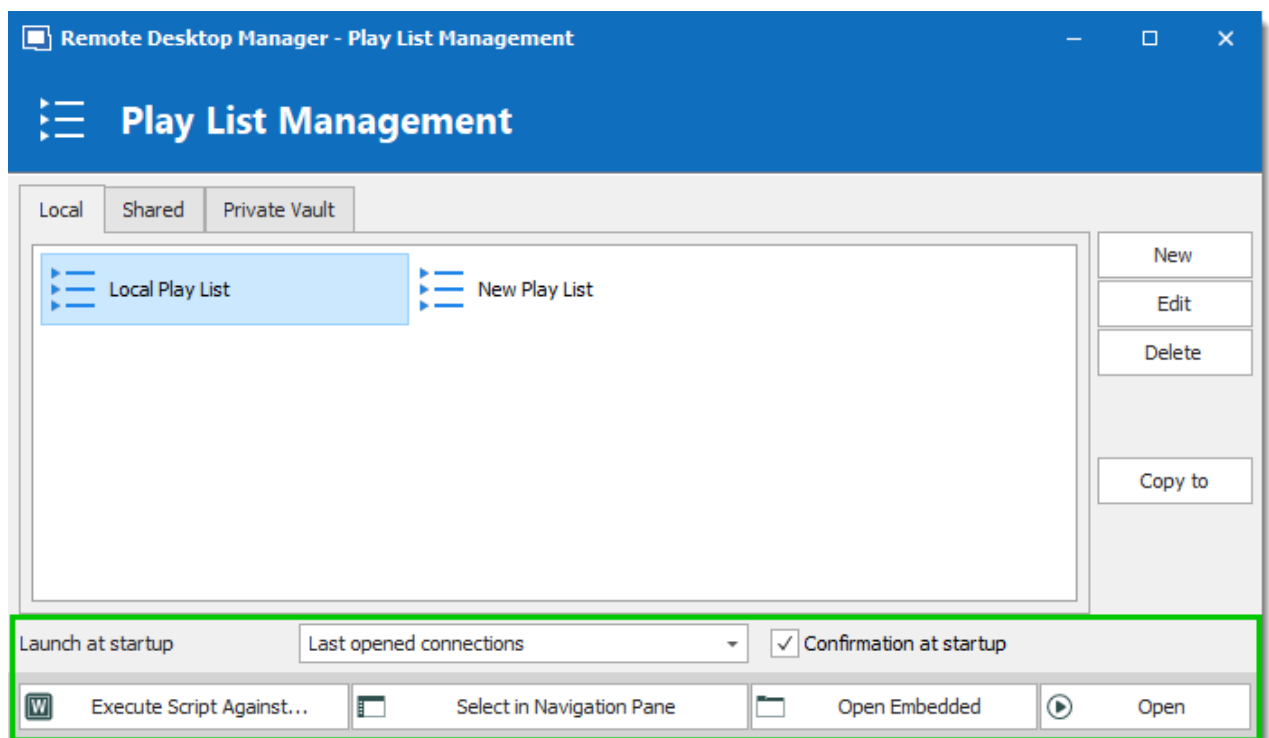 Remote Desktop Manager - Play List Management
Play List Management
Local Shared Private Vault
Local Play List New Play List
New
Edit
Delete
Copy to
Launch at startup Last opened connections Confirmation at startup
W Execute Script Against... Select in Navigation Pane Open Embedded Open